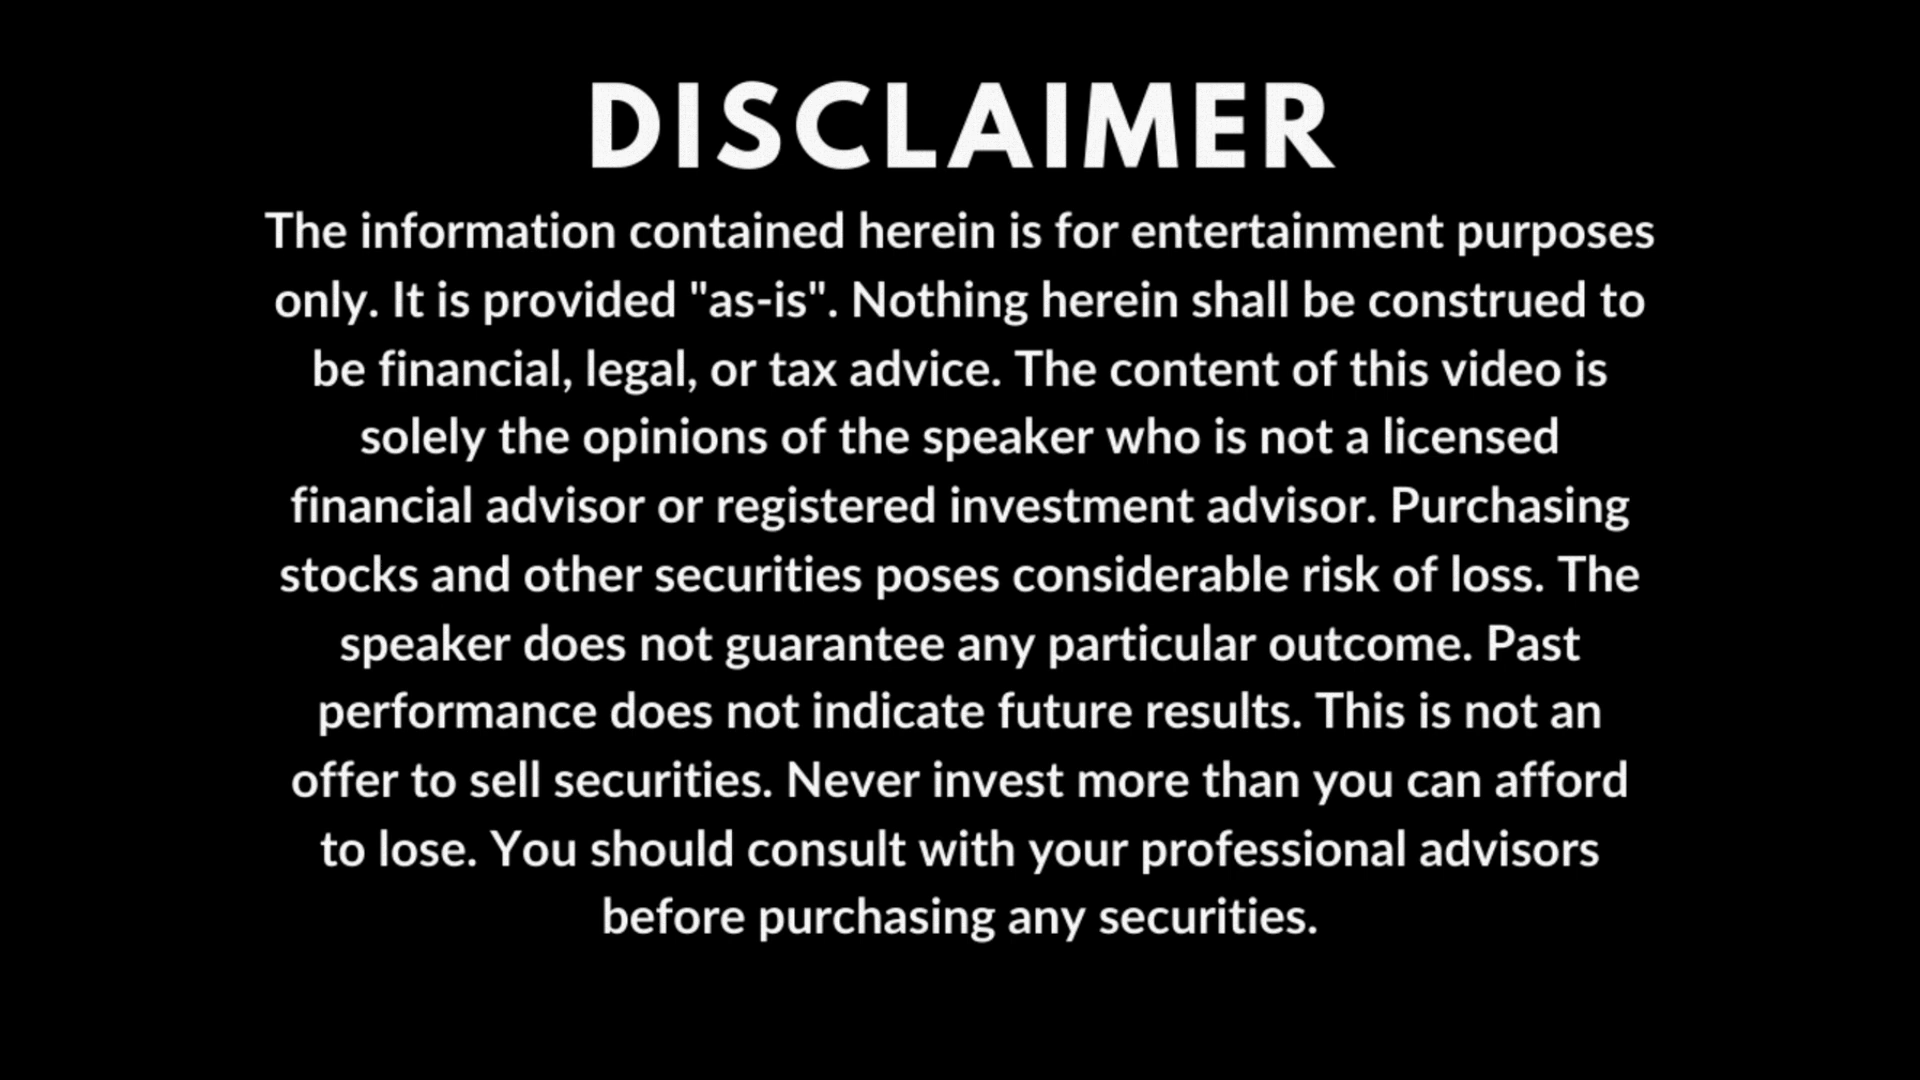 DISCLAIMER
The information contained herein is for entertainment purposes
only. It is provided "as-is". Nothing herein shall be construed to
be financial, legal, or tax advice. The content of this video is
solely the opinions of the speaker who is not a licensed
financial advisor or registered investment advisor. Purchasing
stocks and other securities poses considerable risk of loss. The
speaker does not guarantee any particular outcome. Past
performance does not indicate future results. This is not an
offer to sell securities. Never invest more than you can afford
to lose. You should consult with your professional advisors
before purchasing any securities.